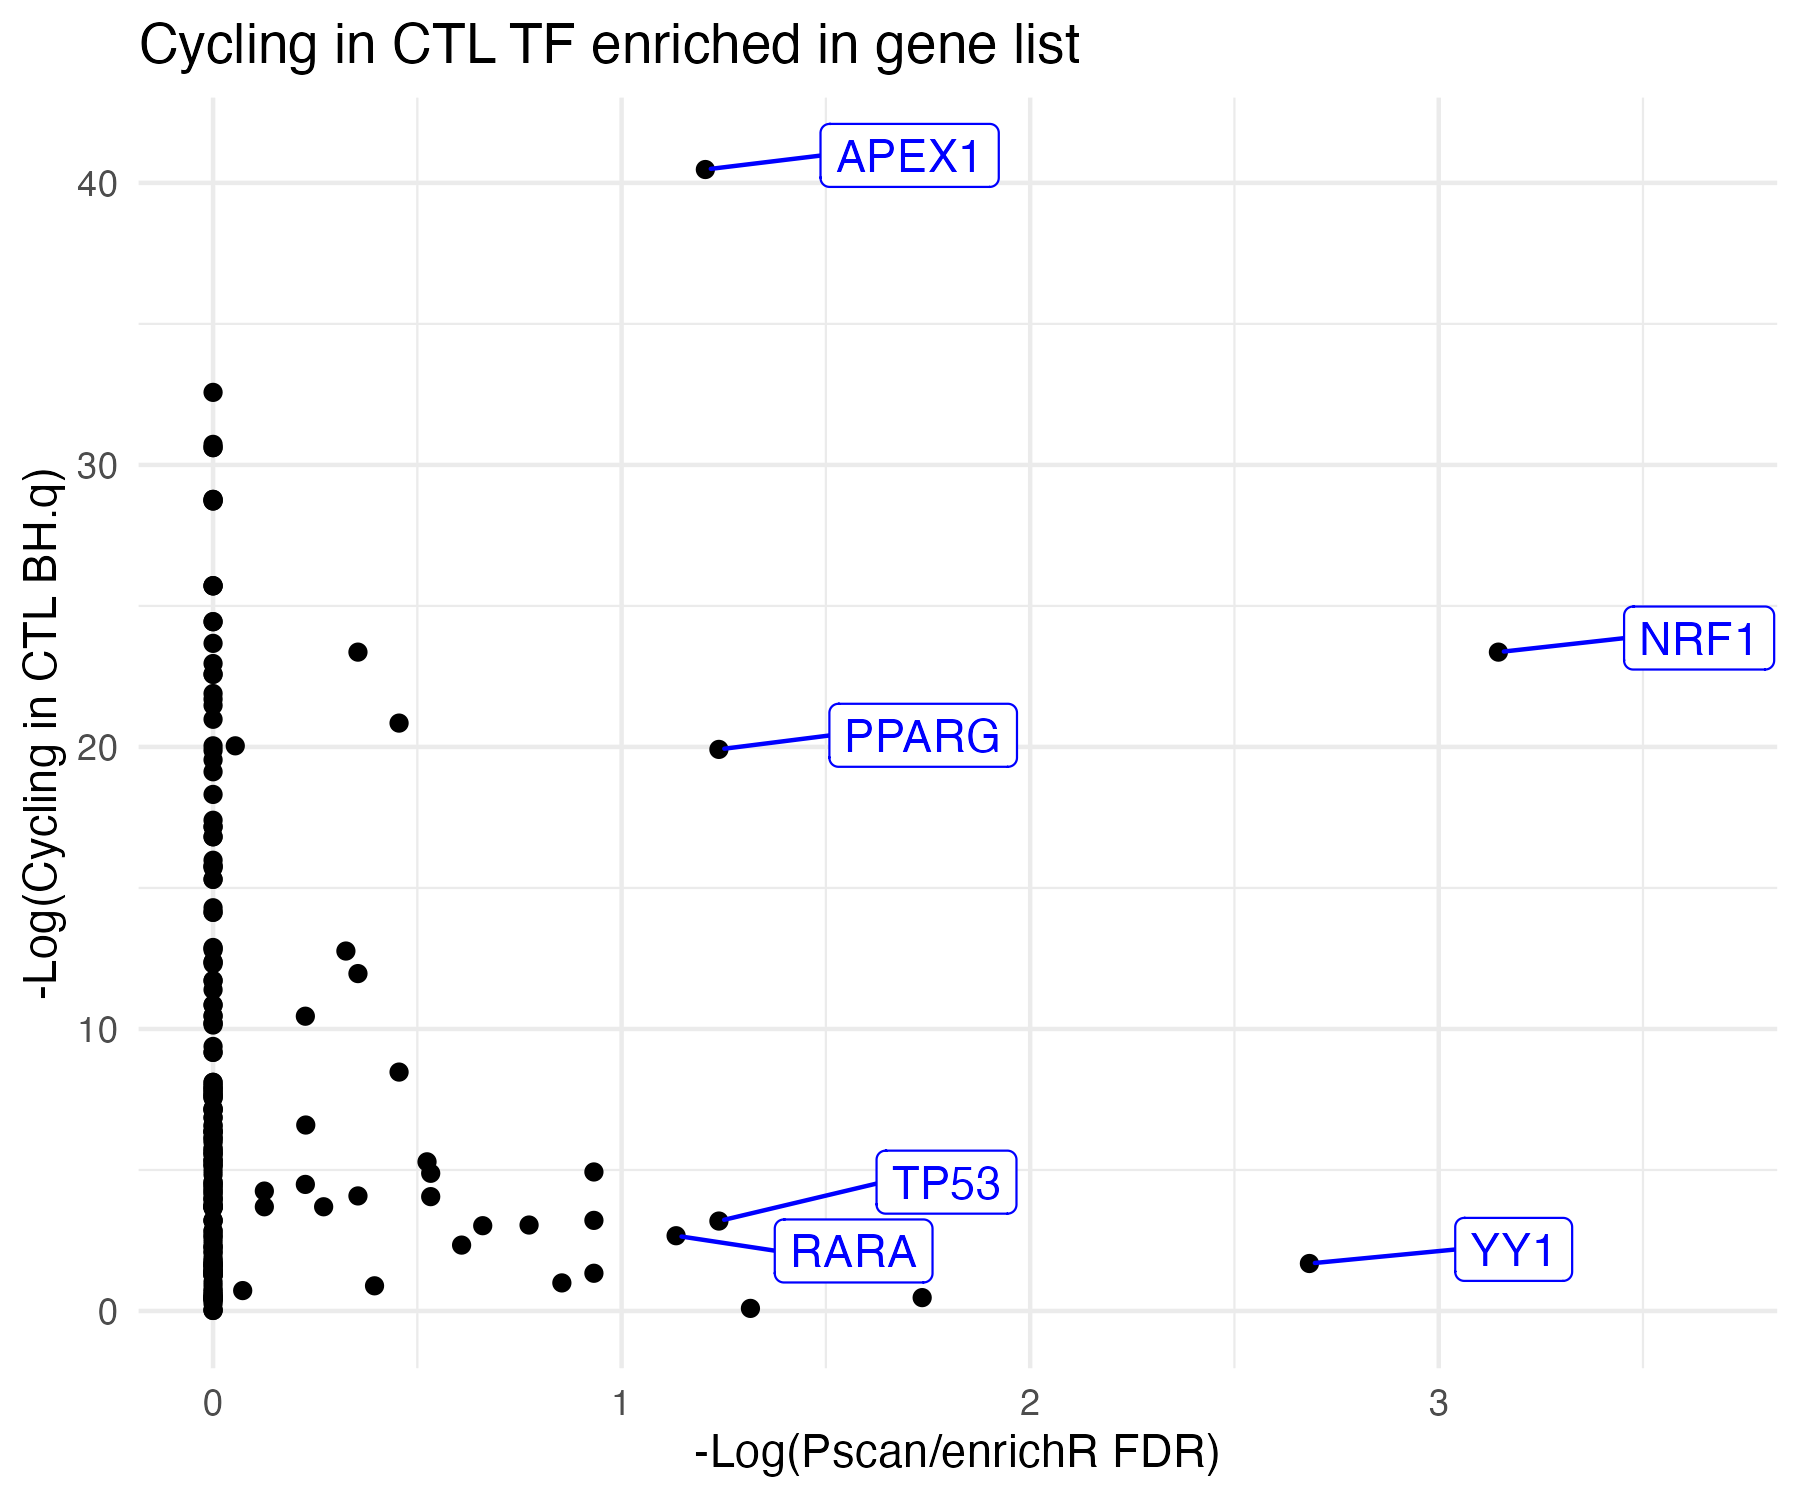 Cycling in CTL TF enriched in gene list
-Log(Cycling in CTL BH.q)
40
30
20
10
0
APEX1
NRF1
PPARG
TP53
RARA
YY1
0
1
2
3
-Log(Pscan/enrichR FDR)